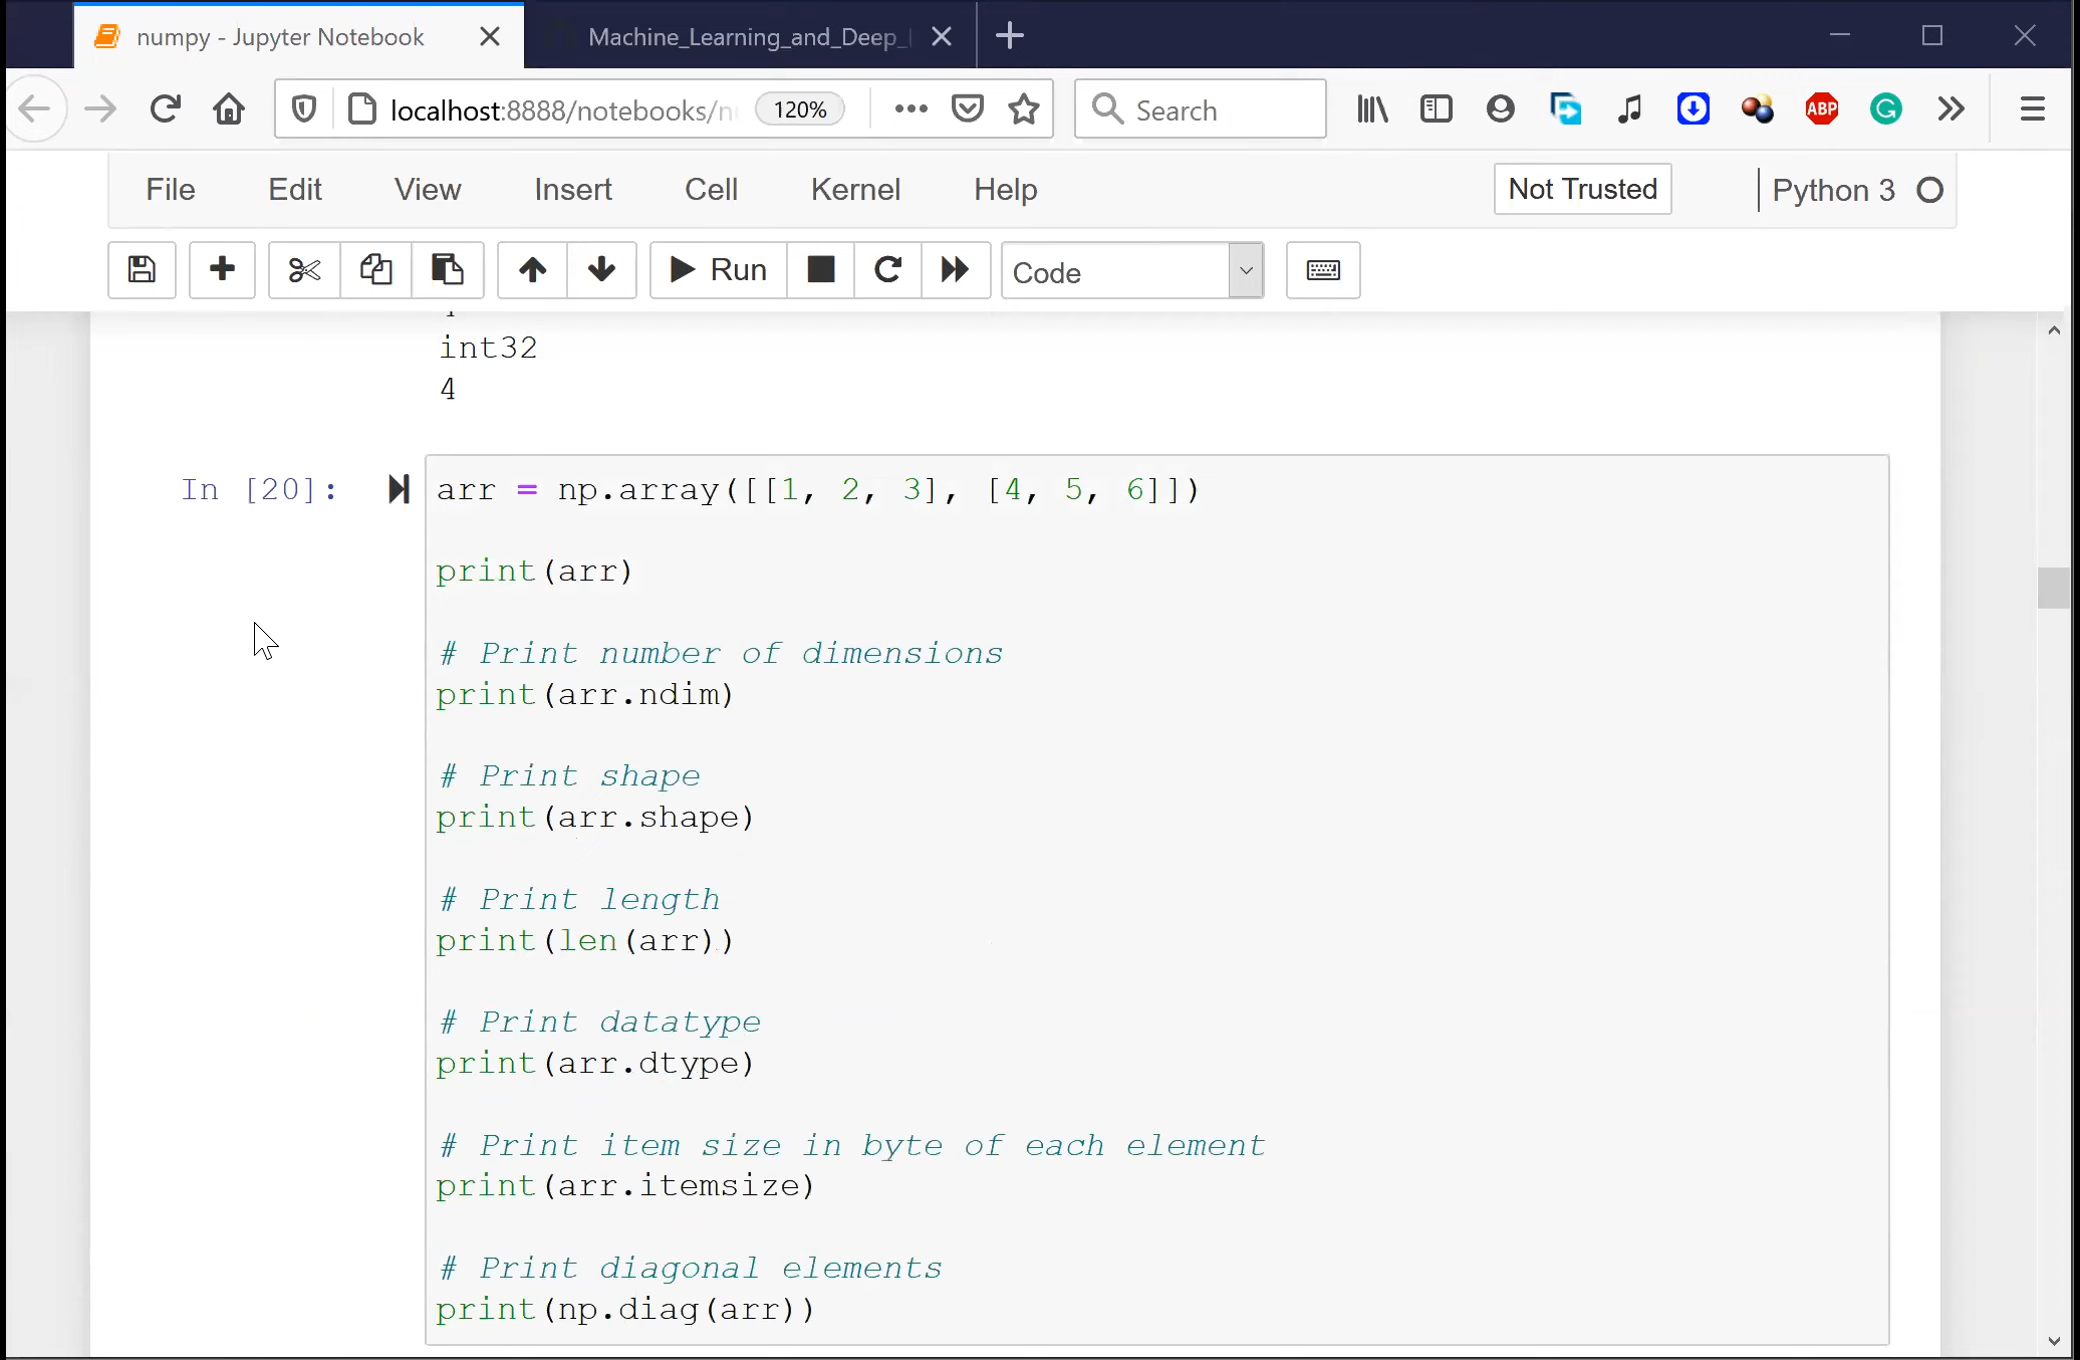 numpy - Jupyter Notebook
Machine_Learning_and_Deep_
localhost:8888/notebooks/n
120%
Search
ABP
File Edit View Insert Cell Kernel Help
Not Trusted
Python 3
Run
Code
int32
4
In [20]:
arr = np.array([[1, 2, 3], [4, 5, 6]])
print(arr)
# Print number of dimensions
print(arr.ndim)
# Print shape
print(arr.shape)
# Print length
print(len(arr))
# Print datatype
print(arr.dtype)
# Print item size in byte of each element
print(arr.itemsize)
# Print diagonal elements
print(np.diag(arr))